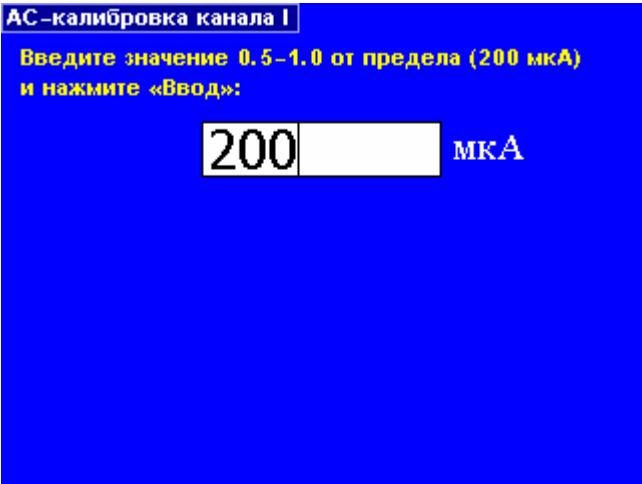 АС-калибровка канала I
Введите значение 0.5-1.0 от предела (200 мкА)
и нажмите «Ввод»:
200 мкА